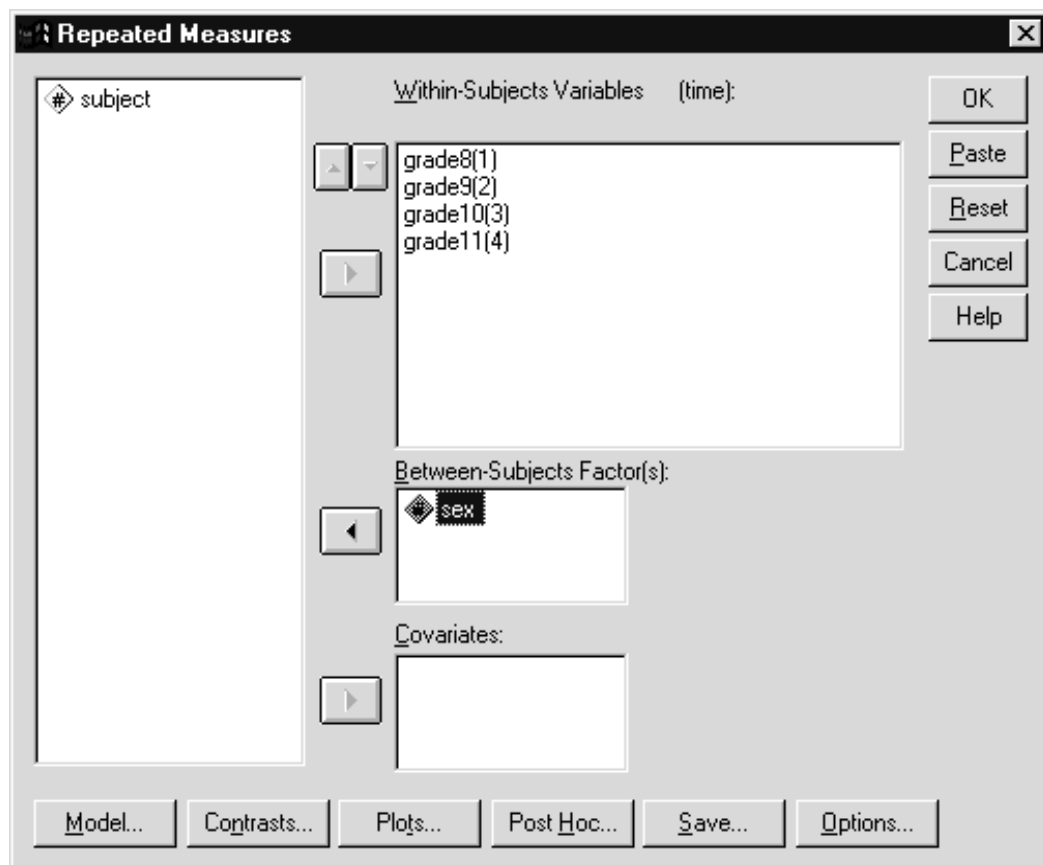 Repeated Measures
# subject
Within-Subjects Variables (time):
grade8(1)
grade9(2)
grade10(3)
grade11(4)
OK
Paste
Reset
Cancel
Help
Between-Subjects Factor(s):
# sex
Covariates:
Model... Contrasts... Plots... Post Hoc... Save... Options...